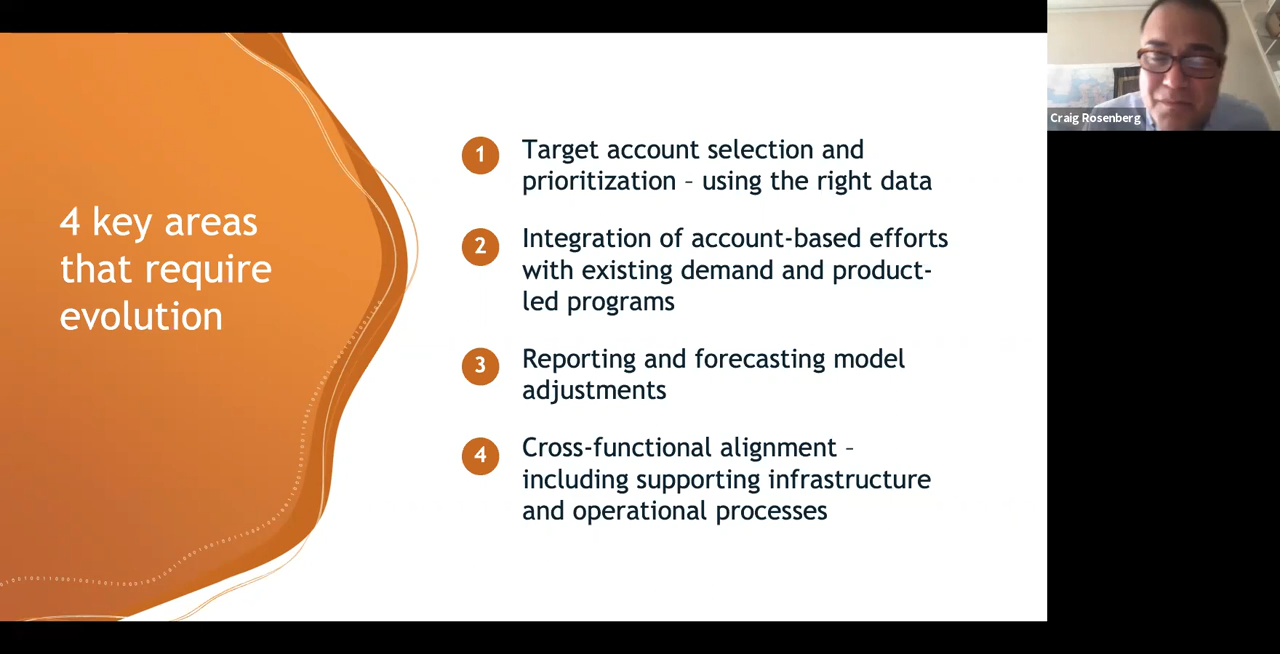 4 key areas
that require
evolution
1
Target account selection and
prioritization – using the right data
2
Integration of account-based efforts
with existing demand and product-
led programs
3
Reporting and forecasting model
adjustments
4
Cross-functional alignment –
including supporting infrastructure
and operational processes
Craig Rosenberg